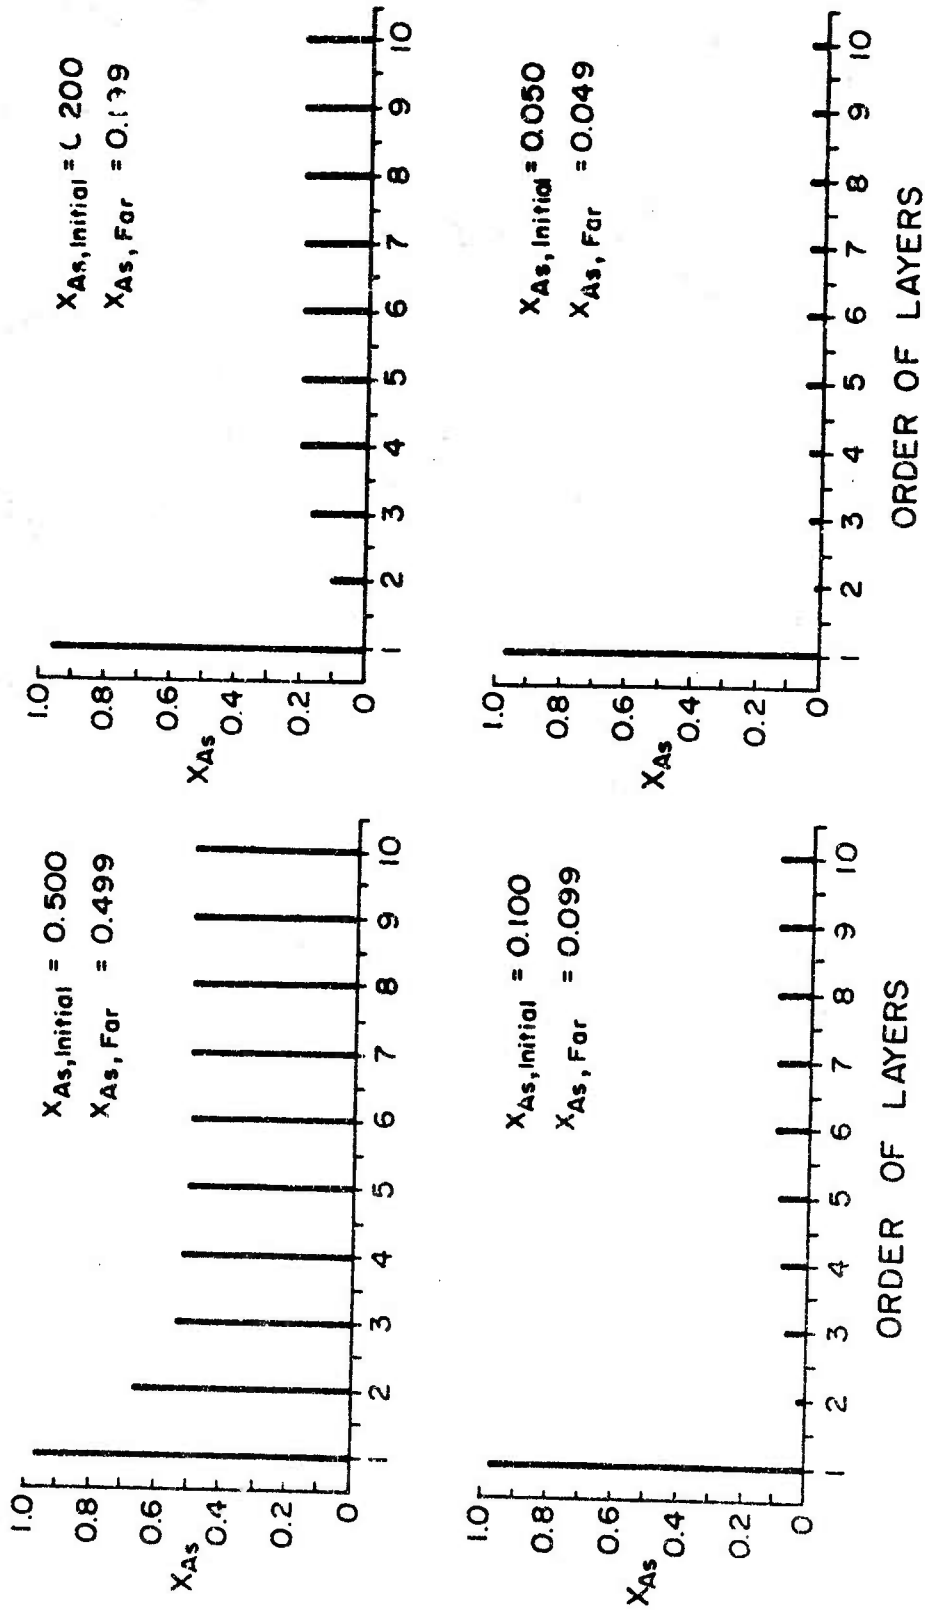 X_As,Initial = 0.500
X_As, Far = 0.499
1.0
0.8
0.6
0.4
0.2
0
X_As
1 2 3 4 5 6 7 8 9 10
X_As,Initial = 0.200
X_As, Far = 0.199
1.0
0.8
0.6
0.4
0.2
0
X_As
1 2 3 4 5 6 7 8 9 10
X_As,Initial = 0.100
X_As, Far = 0.099
1.0
0.8
0.6
0.4
0.2
0
X_As
1 2 3 4 5 6 7 8 9 10
ORDER OF LAYERS
X_As,Initial = 0.050
X_As, Far = 0.049
1.0
0.8
0.6
0.4
0.2
0
X_As
1 2 3 4 5 6 7 8 9 10
ORDER OF LAYERS